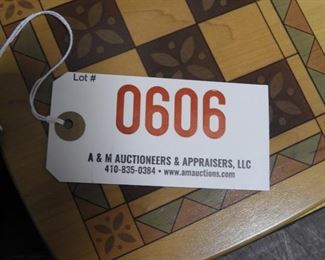 Lot #
0606
A & M AUCTIONEERS & APPRAISERS, LLC
410-835-0384 • www.amauctions.com